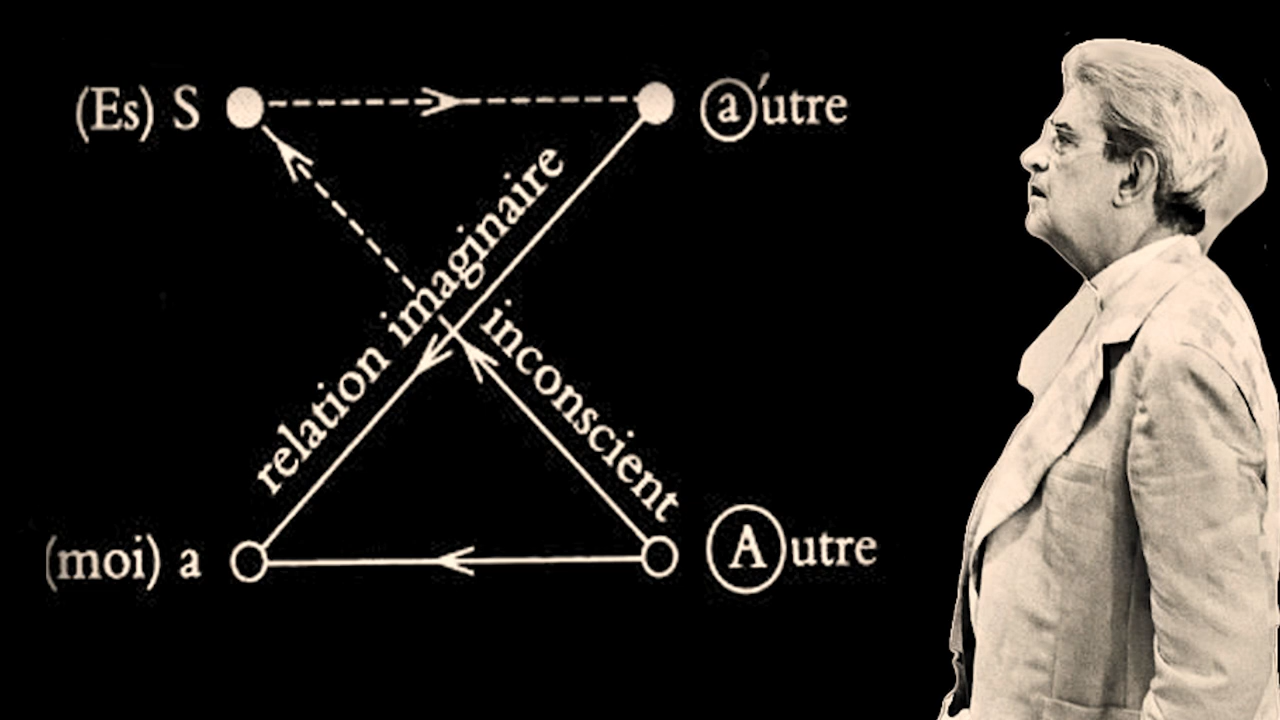 (Es) S
ⓐ'utre
relation imaginaire
inconscient
(moi) a
Ⓐutre